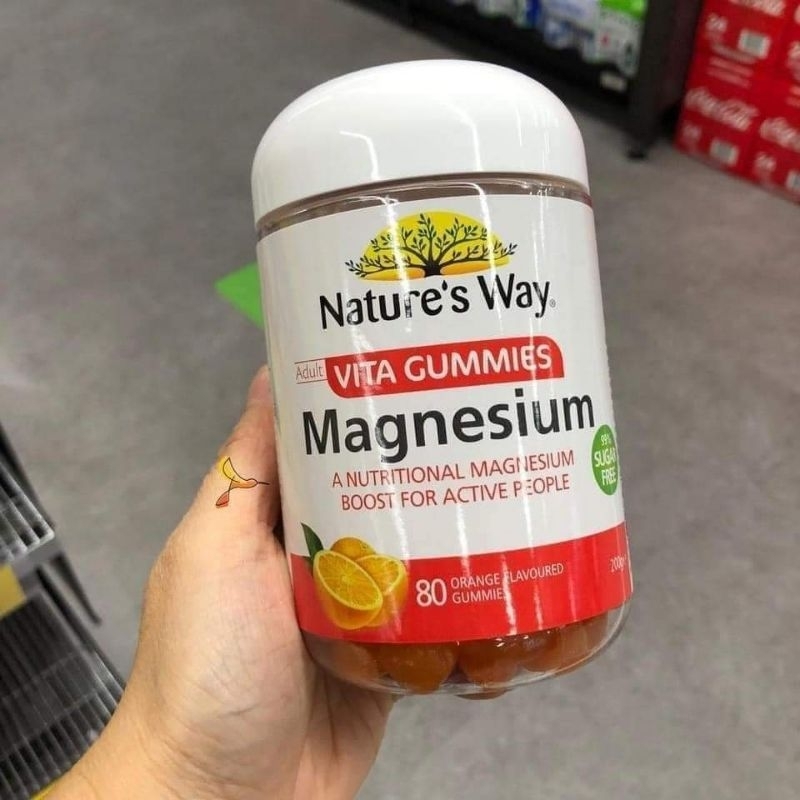 Nature's Way®
Adult VITA GUMMIES
Magnesium
A NUTRITIONAL MAGNESIUM
BOOST FOR ACTIVE PEOPLE
99%
SUGAR
FREE
80 ORANGE FLAVOURED
GUMMIES
200g
Coca-Cola
24